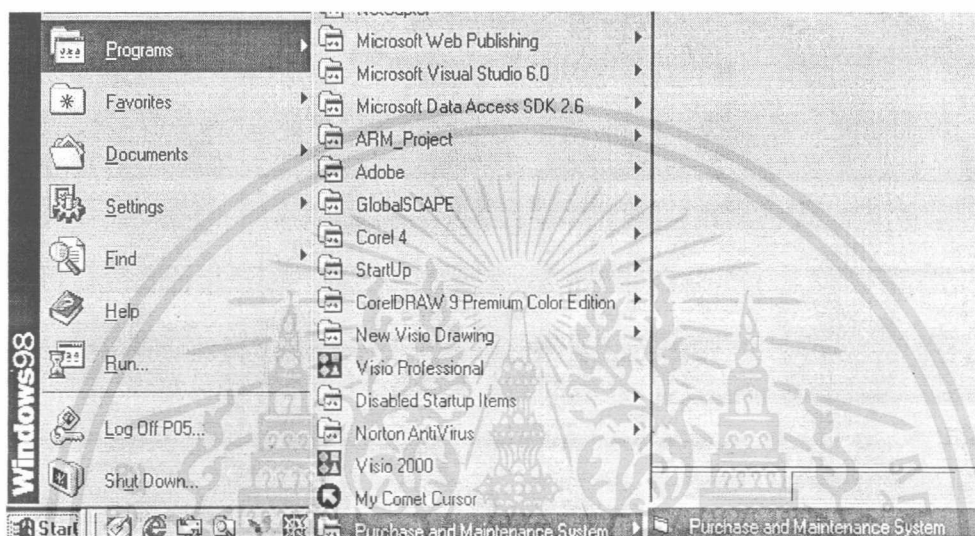 Programs
Favorites
Documents
Settings
Find
Help
Run...
Log Off P05...
Shut Down...
Windows98
Start
Microsoft Web Publishing
Microsoft Visual Studio 6.0
Microsoft Data Access SDK 2.6
ARM_Project
Adobe
GlobalSCAPE
Corel 4
StartUp
CorelDRAW 9 Premium Color Edition
New Visio Drawing
Visio Professional
Disabled Startup Items
Norton AntiVirus
Visio 2000
My Comet Cursor
Purchase and Maintenance System
Purchase and Maintenance System